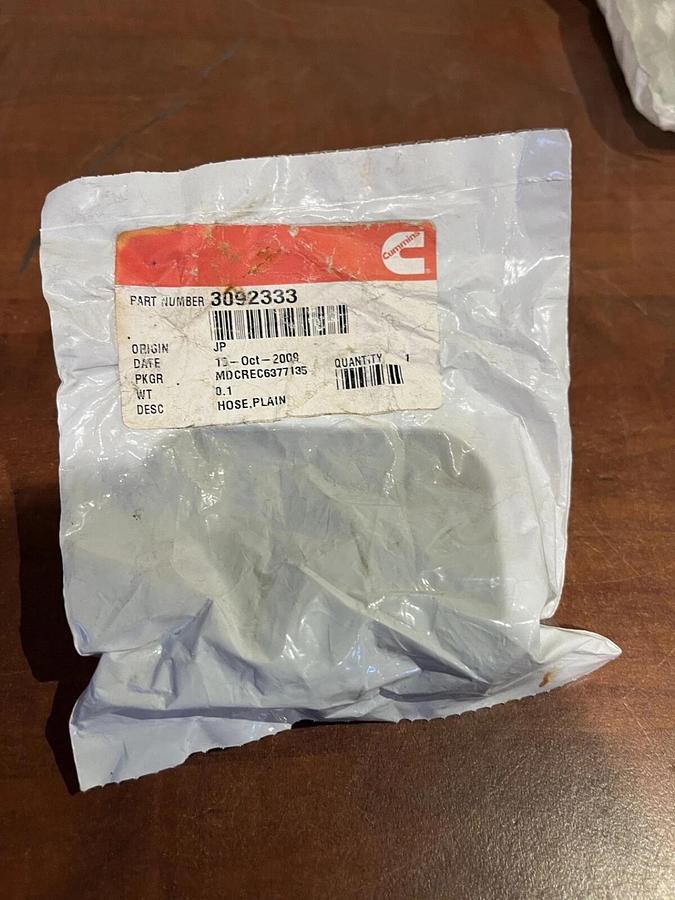 Cummins
PART NUMBER 3092333
ORIGIN JP
DATE -Oct-2009
QUANTITY 1
PKGR MDCREC6377135
WT 0.1
DESC HOSE,PLAIN